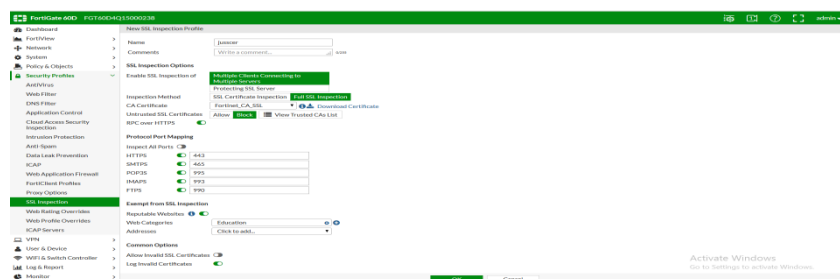 FortiGate 60D FGT60D4Q15000238
admin
Dashboard
FortiView
Network
System
Policy & Objects
Security Profiles
AntiVirus
Web Filter
DNS Filter
Application Control
Cloud Access Security
Inspection
Intrusion Protection
Anti-Spam
Data Leak Prevention
ICAP
Web Application Firewall
FortiClient Profiles
Proxy Options
SSL Inspection
Web Rating Overrides
Web Profile Overrides
ICAP Servers
VPN
User & Device
WiFi & Switch Controller
Log & Report
Monitor
New SSL Inspection Profile
Name
Comments Write a comment...
SSL Inspection Options
Enable SSL Inspection of Multiple Clients Connecting to
Multiple Servers
Protecting SSL Server
Inspection Method SSL Certificate Inspection Full SSL Inspection
CA Certificate Fortinet_CA_SSL Download Certificate
Untrusted SSL Certificates Allow Block View Trusted CAs List
RPC over HTTPS
Protocol Port Mapping
Inspect All Ports
HTTPS 443
SMTPS 465
POP3S 995
IMAPS 993
FTPS 990
Exempt from SSL Inspection
Reputable Websites
Web Categories Education
Addresses Click to add...
Common Options
Allow Invalid SSL Certificates
Log Invalid Certificates
Cancel
Activate Windows
Go to Settings to activate Windows.